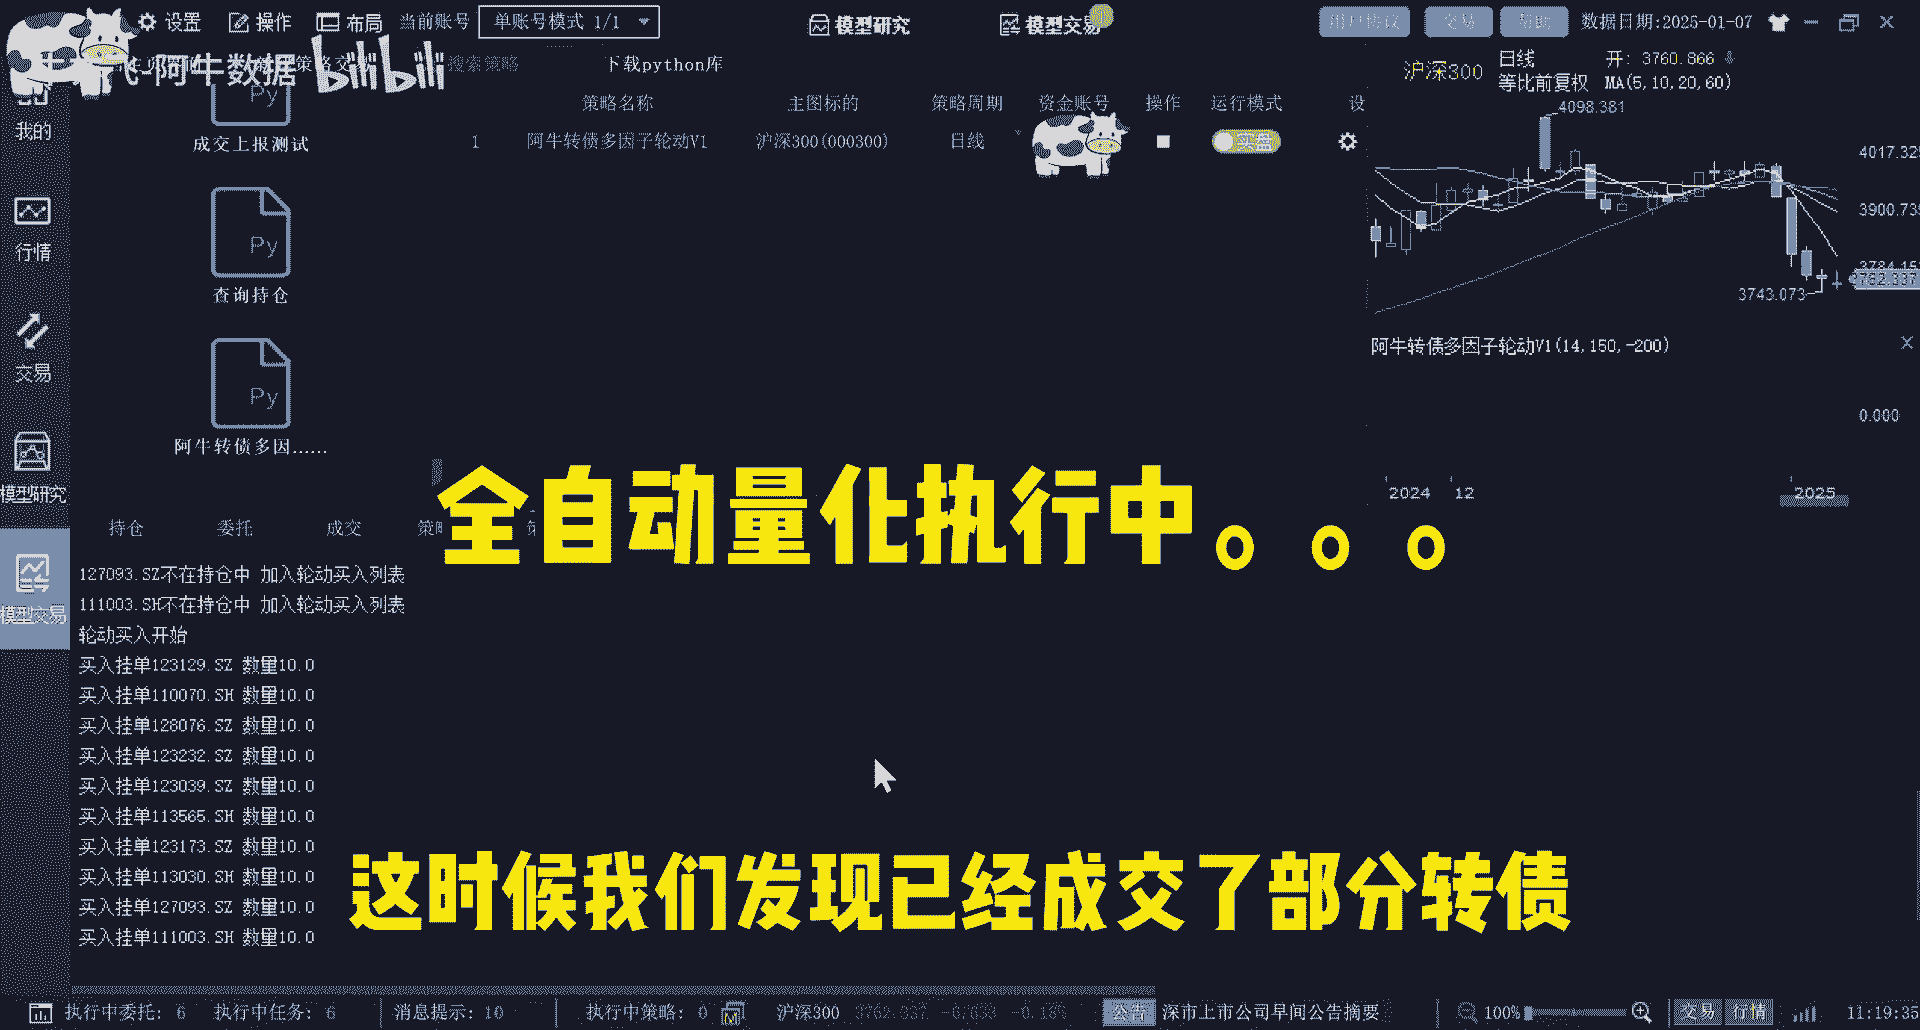 设置 操作 布局 当前账号 单账号模式 1/1 模型研究 模型交易 用户协议 交易 帮助 数据日期:2025-01-07
阿牛数据 bilibili 搜索策略 下载python库
策略名称 主图标的 策略周期 资金账号 操作 运行模式 设
1 阿牛转债多因子轮动V1 沪深300(000300) 日线 实盘
沪深300 日线 开: 3760.866
等比前复权 MA(5,10,20,60)
4098.381
4017.325
3900.739
3784.153
3743.073
我的
行情
交易
模型研究
模型交易
Py
成交上报测试
Py
查询持仓
Py
阿牛转债多因......
阿牛转债多因子轮动V1(14,150,-200)
0.000
2024 12 2025
全自动量化执行中。。。
持仓 委托 成交
127093.SZ不在持仓中 加入轮动买入列表
111003.SH不在持仓中 加入轮动买入列表
轮动买入开始
买入挂单123129.SZ 数量10.0
买入挂单110070.SH 数量10.0
买入挂单128076.SZ 数量10.0
买入挂单123232.SZ 数量10.0
买入挂单123039.SZ 数量10.0
买入挂单113565.SH 数量10.0
买入挂单123173.SZ 数量10.0
买入挂单113030.SH 数量10.0
买入挂单127093.SZ 数量10.0
买入挂单111003.SH 数量10.0
这时候我们发现已经成交了部分转债
执行中委托: 6 执行中任务: 6 消息提示: 10 执行中策略: 0 沪深300 -0.18% 公告 深市上市公司早间公告摘要 100% 交易 行情 11:19:35